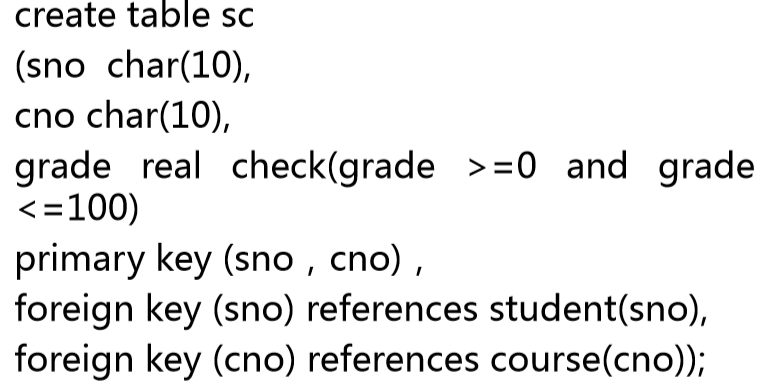 create table sc
(sno  char(10),
cno char(10),
grade real check(grade >=0 and grade
<=100)
primary key (sno , cno) ,
foreign key (sno) references student(sno),
foreign key (cno) references course(cno));